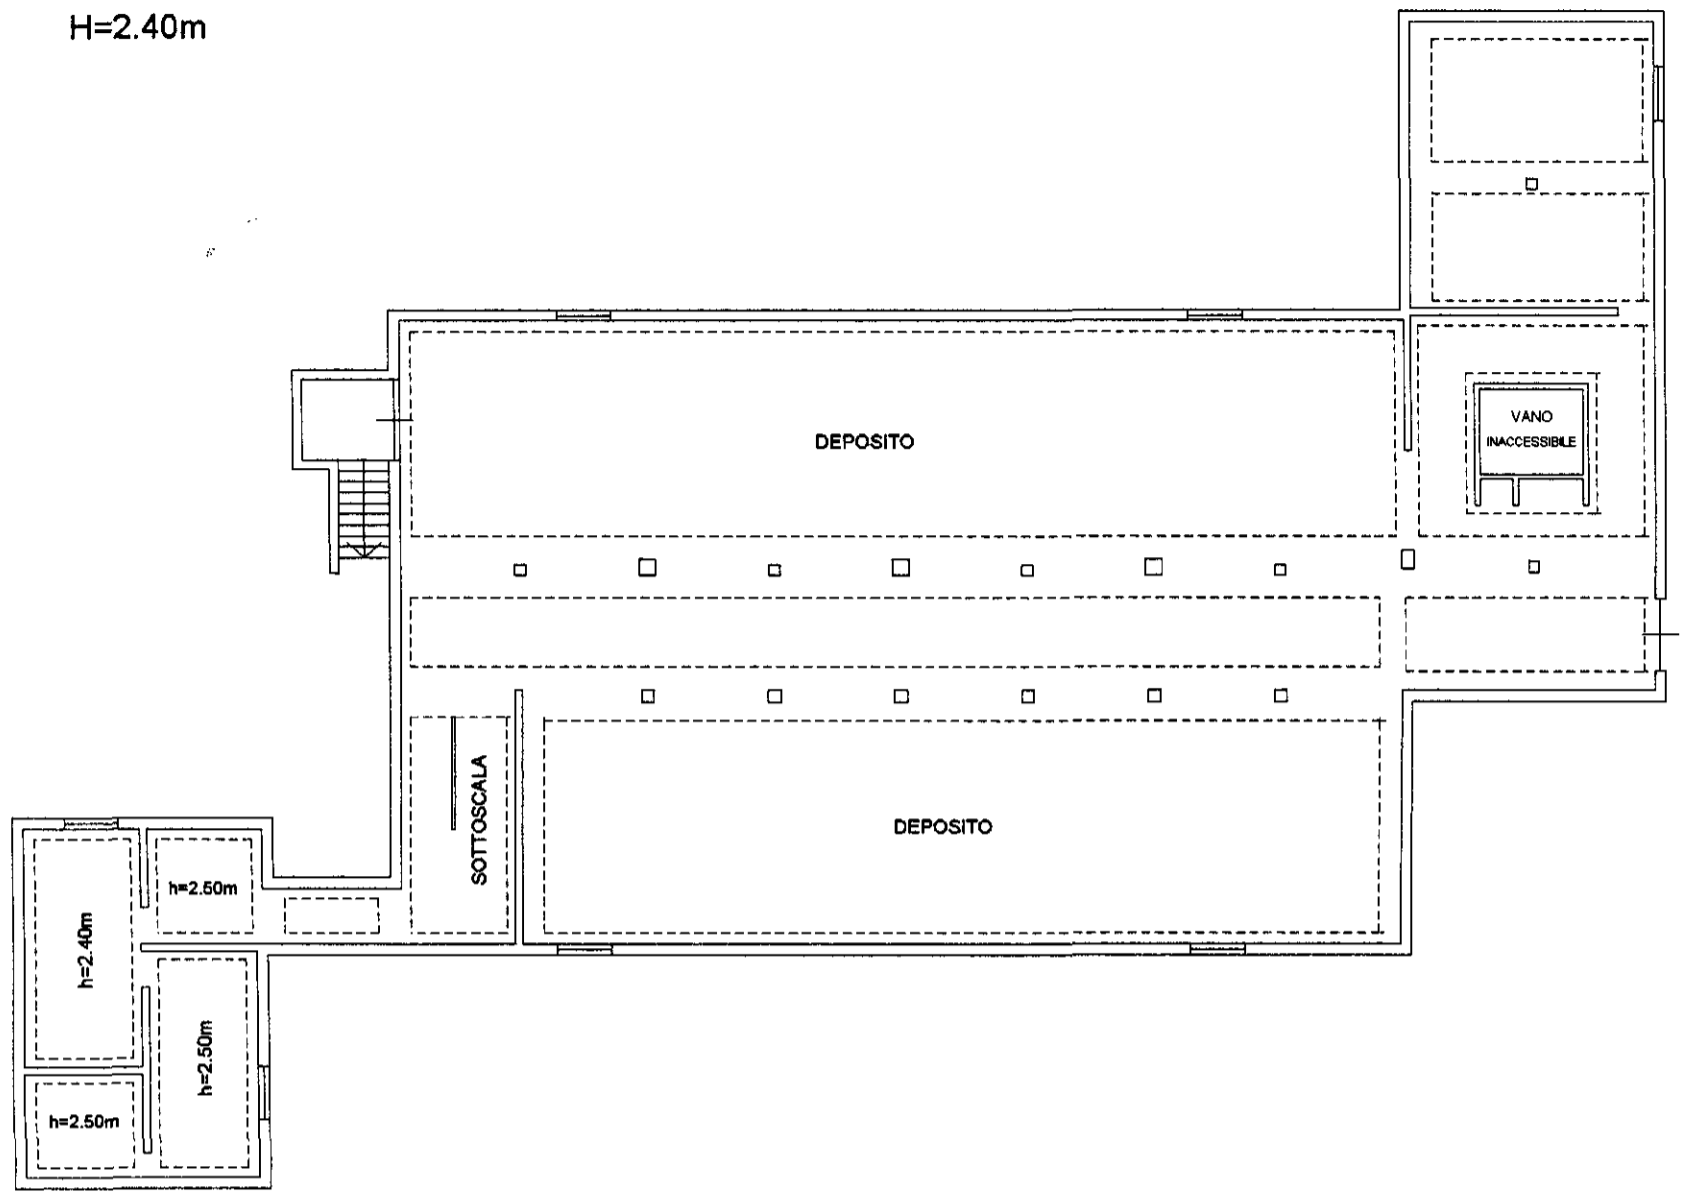 H=2.40m
VANO
INACCESSIBILE
DEPOSITO
SOTTOSCALA
DEPOSITO
h=2.50m
h=2.40m
h=2.50m
h=2.50m